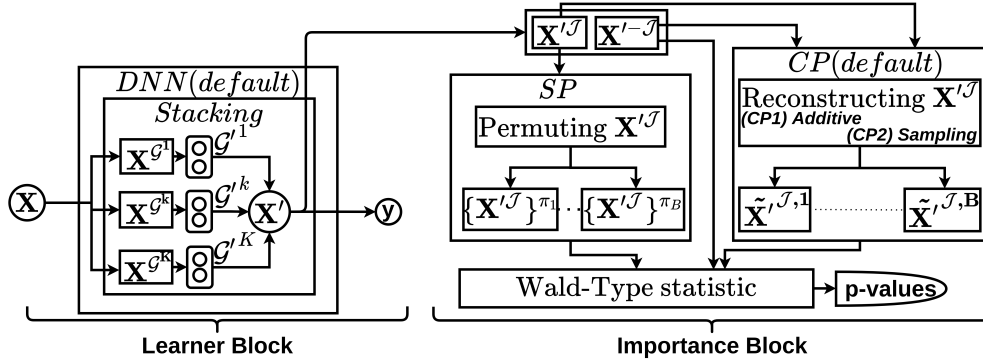 X
DNN(default)
Stacking
X^{𝒢^1}
𝒢'^1
X^{𝒢^k}
𝒢'^k
X^{𝒢^K}
𝒢'^K
X'
y
Learner Block
X'^𝒥
X'^{-𝒥}
SP
Permuting X'^𝒥
{X'^𝒥}^{π_1} ... {X'^𝒥}^{π_B}
CP(default)
Reconstructing X'^𝒥
(CP1) Additive
(CP2) Sampling
X̃'^{𝒥,1} ........ X̃'^{𝒥,B}
Wald-Type statistic
p-values
Importance Block